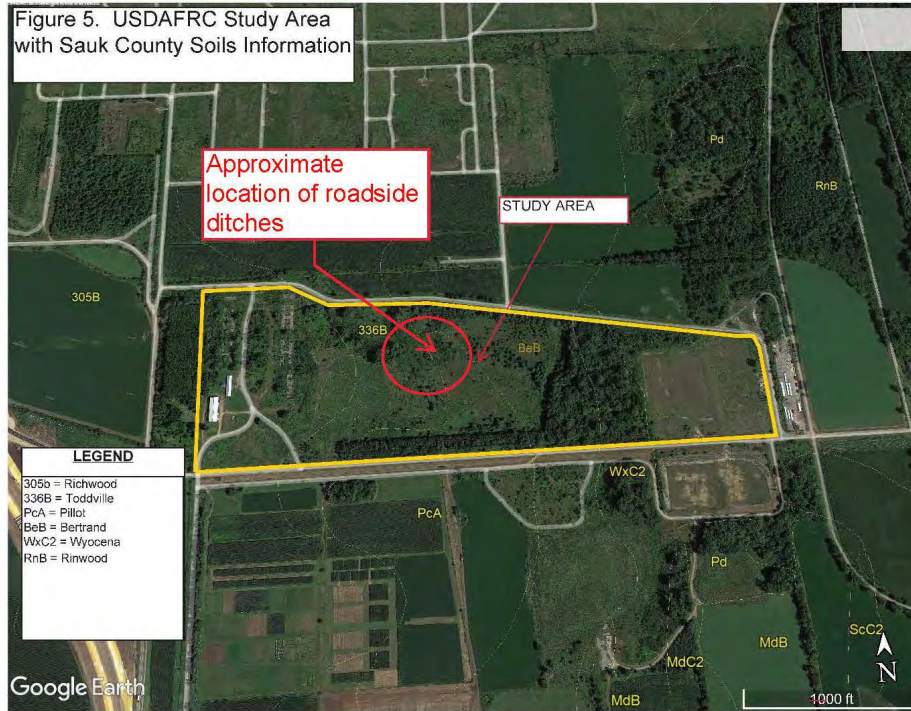 Figure 5. USDAFRC Study Area
with Sauk County Soils Information
Approximate
location of roadside
ditches
STUDY AREA
Pd
RnB
305B
336B
BeB
LEGEND
305b = Richwood
336B = Toddville
PcA = Pillot
BeB = Bertrand
WxC2 = Wyocena
RnB = Rinwood
WxC2
PcA
Pd
MdB
ScC2
MdC2
MdB
N
Google Earth
1000 ft